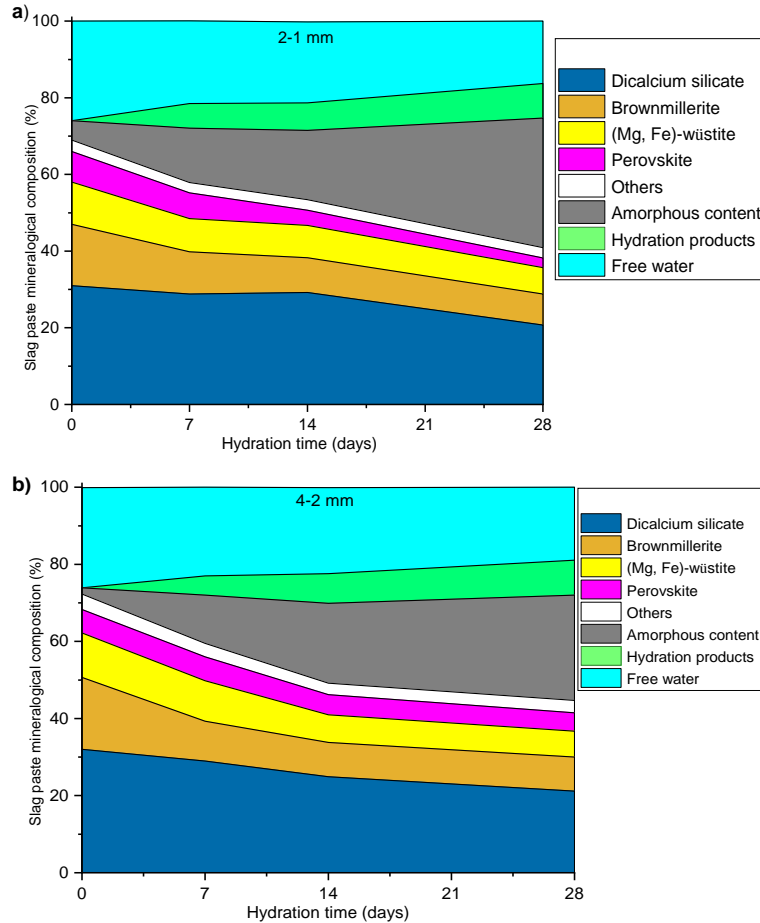 a)
2-1 mm
Slag paste mineralogical composition (%)
100
80
60
40
20
0
0 7 14 21 28
Hydration time (days)
Dicalcium silicate
Brownmillerite
(Mg, Fe)-wüstite
Perovskite
Others
Amorphous content
Hydration products
Free water
b)
4-2 mm
Slag paste mineralogical composition (%)
100
80
60
40
20
0
0 7 14 21 28
Hydration time (days)
Dicalcium silicate
Brownmillerite
(Mg, Fe)-wüstite
Perovskite
Others
Amorphous content
Hydration products
Free water